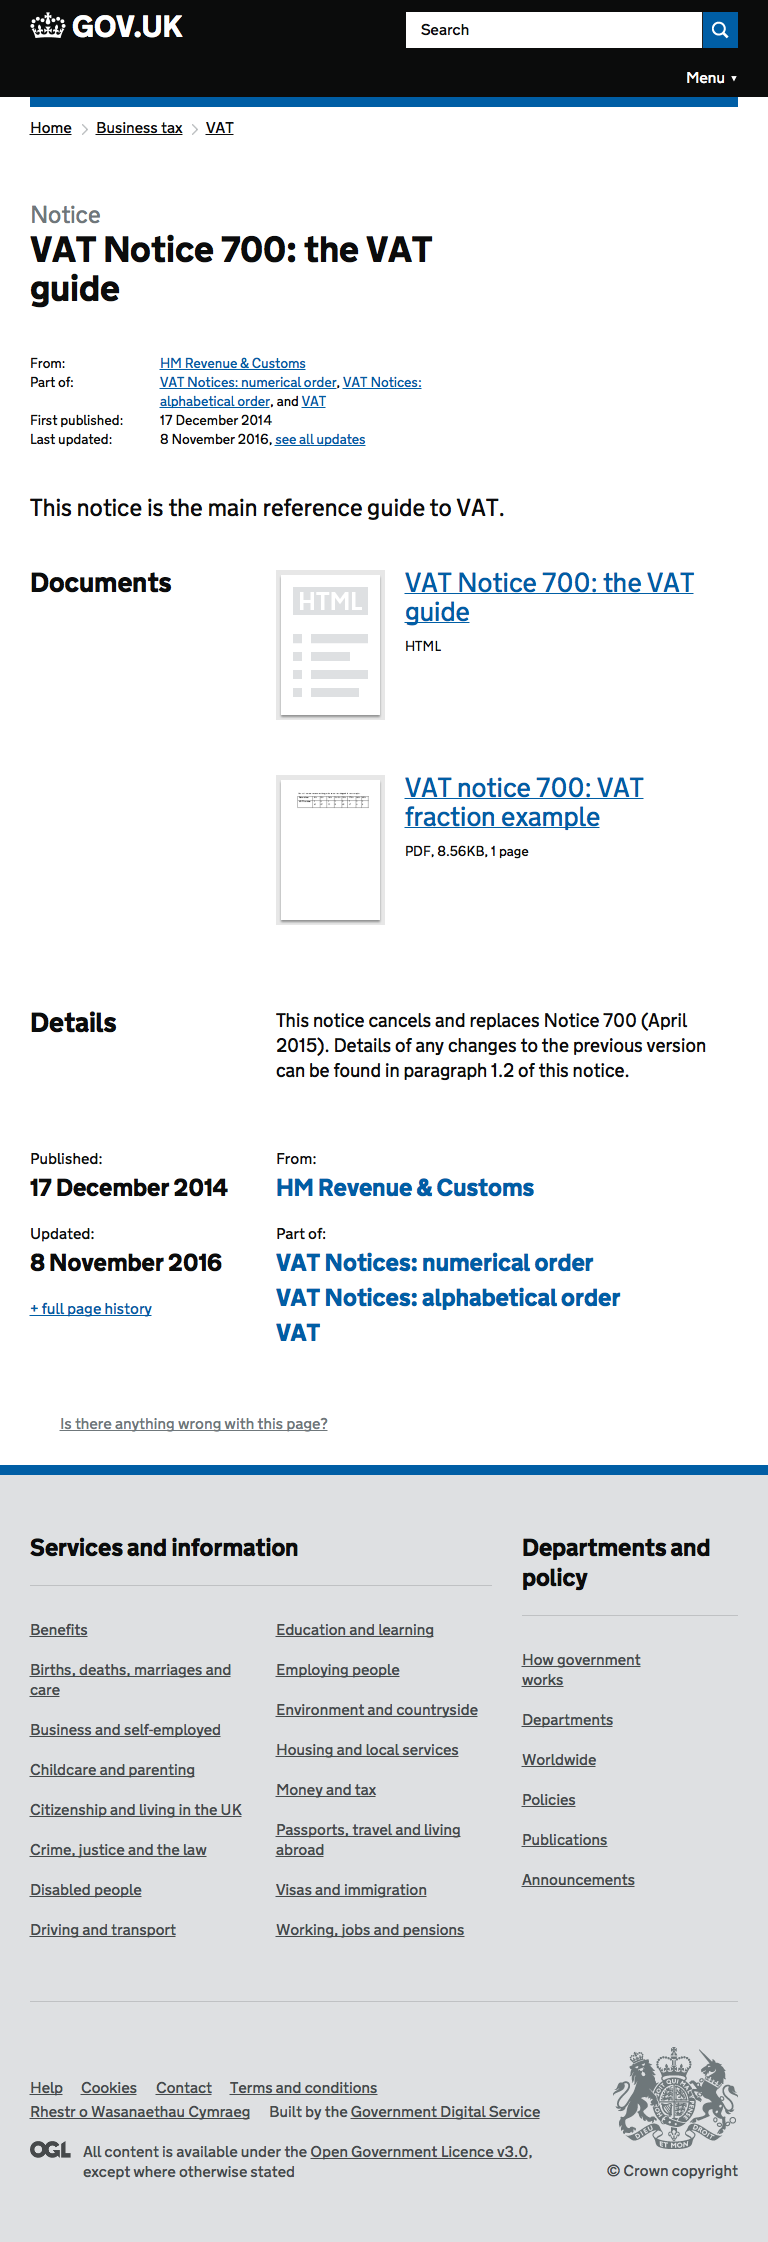 GOV.UK
Search
Menu ▼
Home > Business tax > VAT
Notice
VAT Notice 700: the VAT
guide
From: HM Revenue & Customs
Part of: VAT Notices: numerical order, VAT Notices:
alphabetical order, and VAT
First published: 17 December 2014
Last updated: 8 November 2016, see all updates
This notice is the main reference guide to VAT.
Documents
HTML
VAT Notice 700: the VAT
guide
HTML
VAT notice 700: VAT
fraction example
PDF, 8.56KB, 1 page
Details
This notice cancels and replaces Notice 700 (April
2015). Details of any changes to the previous version
can be found in paragraph 1.2 of this notice.
Published:
17 December 2014
Updated:
8 November 2016
+ full page history
From:
HM Revenue & Customs
Part of:
VAT Notices: numerical order
VAT Notices: alphabetical order
VAT
Is there anything wrong with this page?
Services and information
Benefits
Births, deaths, marriages and
care
Business and self-employed
Childcare and parenting
Citizenship and living in the UK
Crime, justice and the law
Disabled people
Driving and transport
Education and learning
Employing people
Environment and countryside
Housing and local services
Money and tax
Passports, travel and living
abroad
Visas and immigration
Working, jobs and pensions
Departments and
policy
How government
works
Departments
Worldwide
Policies
Publications
Announcements
Help Cookies Contact Terms and conditions
Rhestr o Wasanaethau Cymraeg Built by the Government Digital Service
OGL
All content is available under the Open Government Licence v3.0,
except where otherwise stated
DIEU ET MON DROIT
© Crown copyright